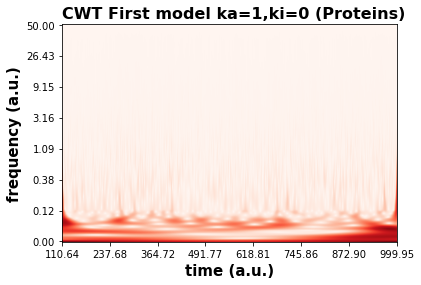 CWT First model ka=1,ki=0 (Proteins)
frequency (a.u.)
50.00
26.43
9.15
3.16
1.09
0.38
0.12
0.00
110.64 237.68 364.72 491.77 618.81 745.86 872.90 999.95
time (a.u.)